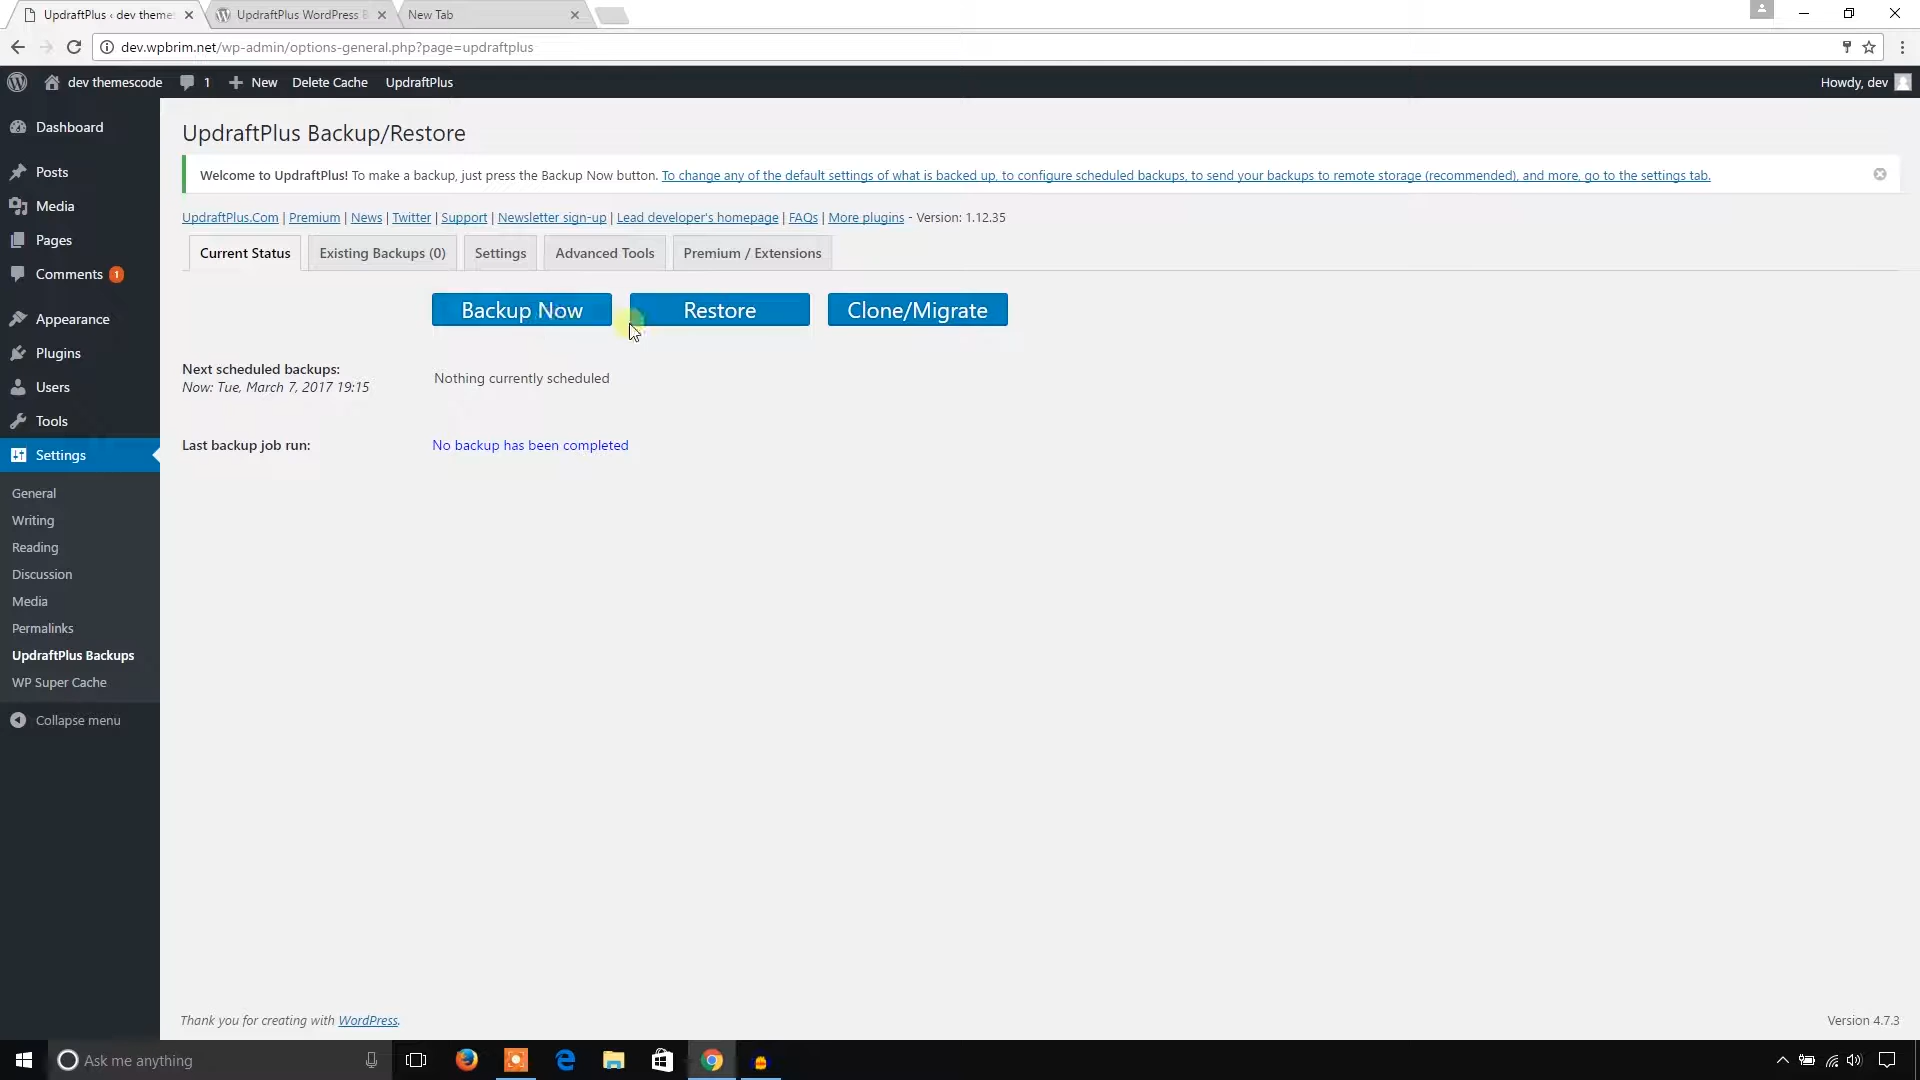 UpdraftPlus ‹ dev theme
UpdraftPlus WordPress B
New Tab
dev.wpbrim.net/wp-admin/options-general.php?page=updraftplus
dev themescode
1
New
Delete Cache
UpdraftPlus
Howdy, dev
Dashboard
Posts
Media
Pages
Comments 1
Appearance
Plugins
Users
Tools
Settings
General
Writing
Reading
Discussion
Media
Permalinks
UpdraftPlus Backups
WP Super Cache
Collapse menu
UpdraftPlus Backup/Restore
Welcome to UpdraftPlus! To make a backup, just press the Backup Now button. To change any of the default settings of what is backed up, to configure scheduled backups, to send your backups to remote storage (recommended), and more, go to the settings tab.
UpdraftPlus.Com | Premium | News | Twitter | Support | Newsletter sign-up | Lead developer's homepage | FAQs | More plugins - Version: 1.12.35
Current Status
Existing Backups (0)
Settings
Advanced Tools
Premium / Extensions
Backup Now
Restore
Clone/Migrate
Next scheduled backups:
Now: Tue, March 7, 2017 19:15
Nothing currently scheduled
Last backup job run:
No backup has been completed
Thank you for creating with WordPress.
Version 4.7.3
Ask me anything